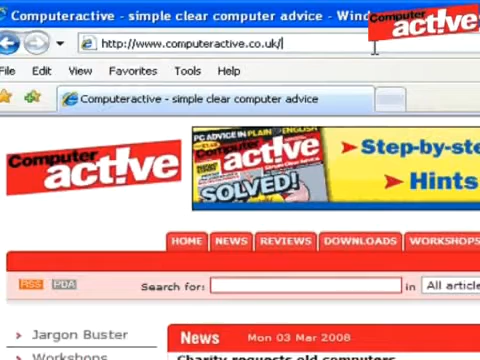 Computeractive - simple clear computer advice - Wind
Computer
act!ve
http://www.computeractive.co.uk/
File Edit View Favorites Tools Help
Computeractive - simple clear computer advice
Computer
act!ve
PC ADVICE IN PLAIN ENGLISH
Computer
act!ve
SOLVED!
Step-by-ste
Hints
HOME NEWS REVIEWS DOWNLOADS WORKSHOPS
RSS PDA Search for: in All article
Jargon Buster
Workshops
News Mon 03 Mar 2008
Charity requests old computers